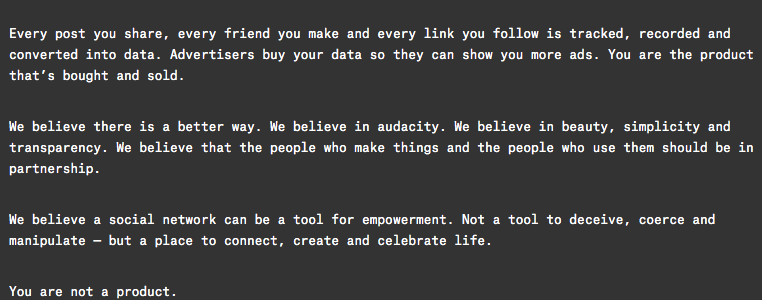 Every post you share, every friend you make and every link you follow is tracked, recorded and
converted into data. Advertisers buy your data so they can show you more ads. You are the product
that's bought and sold.
We believe there is a better way. We believe in audacity. We believe in beauty, simplicity and
transparency. We believe that the people who make things and the people who use them should be in
partnership.
We believe a social network can be a tool for empowerment. Not a tool to deceive, coerce and
manipulate — but a place to connect, create and celebrate life.
You are not a product.